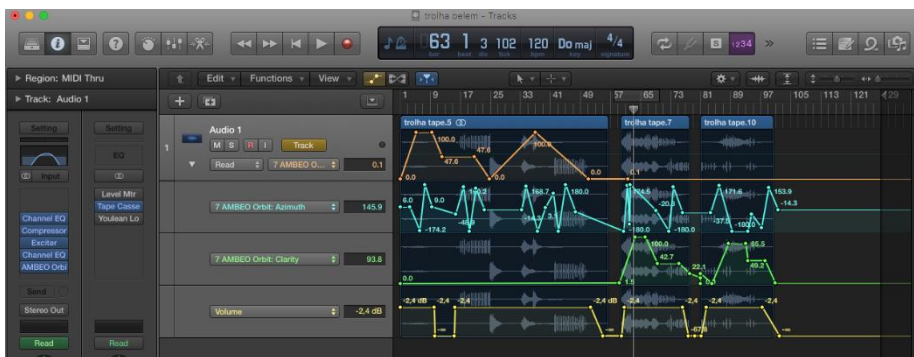 trolha oelem - Tracks
63 1 3 102 120 Do maj 4/4
bar beat div tick bpm key signature
S 1234
Region: MIDI Thru
Edit Functions View
Track: Audio 1
1 9 17 25 33 41 49 57 65 73 81 89 97 105 113 121 129
Setting Setting
EQ
Input
Level Mtr
Tape Casse
Youlean Lo
Channel EQ
Compressor
Exciter
Channel EQ
AMBEO Orbi
Send
Stereo Out
Read Read
1
Audio 1
M S R I Track
Read 7 AMBEO O... 0.1
7 AMBEO Orbit: Azimuth 145.9
7 AMBEO Orbit: Clarity 93.8
Volume -2,4 dB
trolha tape.5 trolha tape.7 trolha tape.10
100.0 47.6 47.6 100.0
0.0 0.0 0.0 0.1
6.0 9.0 168.7 180.0 174.5 171.6 153.9
-174.2 -14.3 -180.0 -180.0 -14.3
100.0 42.7 22.1 85.5 49.2
0.0 1.5
-2,4 dB -2,4 -2,4 -2,4 dB -2,4 -2,4 -2,4
-∞ -∞ -∞